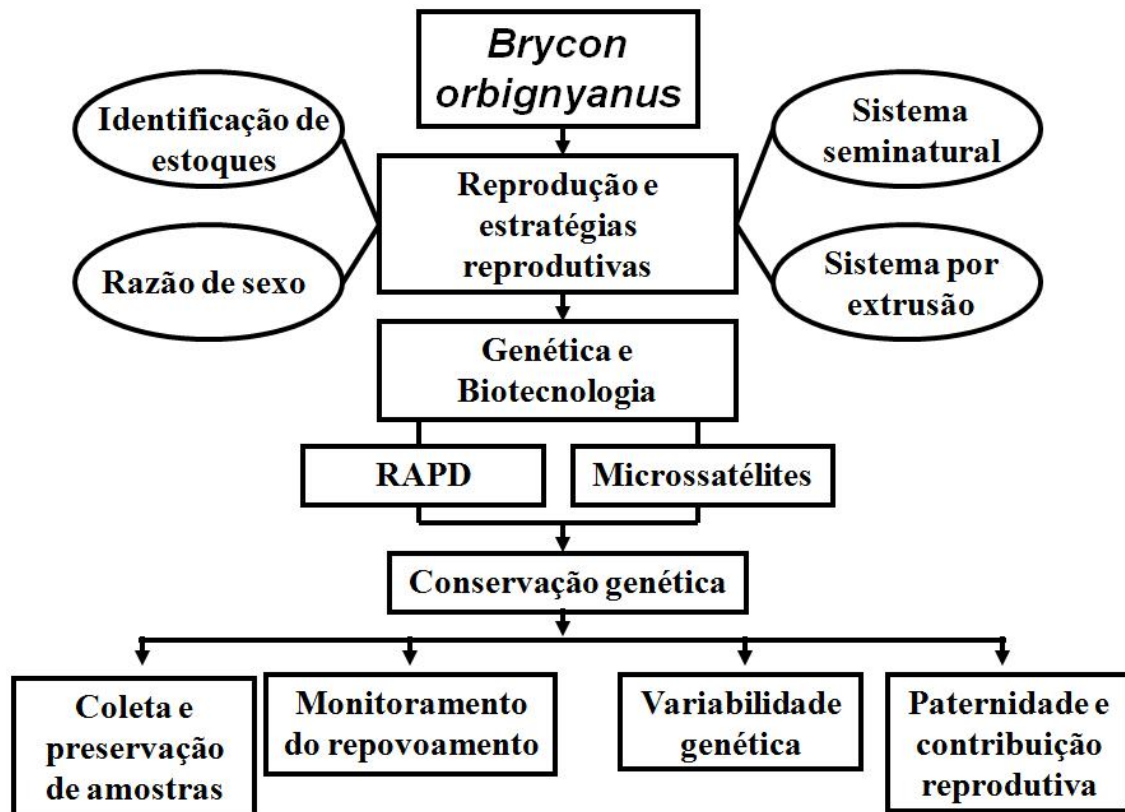 Brycon
orbignyanus
Identificação de
estoques
Sistema
seminatural
Reprodução e
estratégias
reprodutivas
Razão de sexo
Sistema por
extrusão
Genética e
Biotecnologia
RAPD
Microssatélites
Conservação genética
Coleta e
preservação
de amostras
Monitoramento
do repovoamento
Variabilidade
genética
Paternidade e
contribuição
reprodutiva